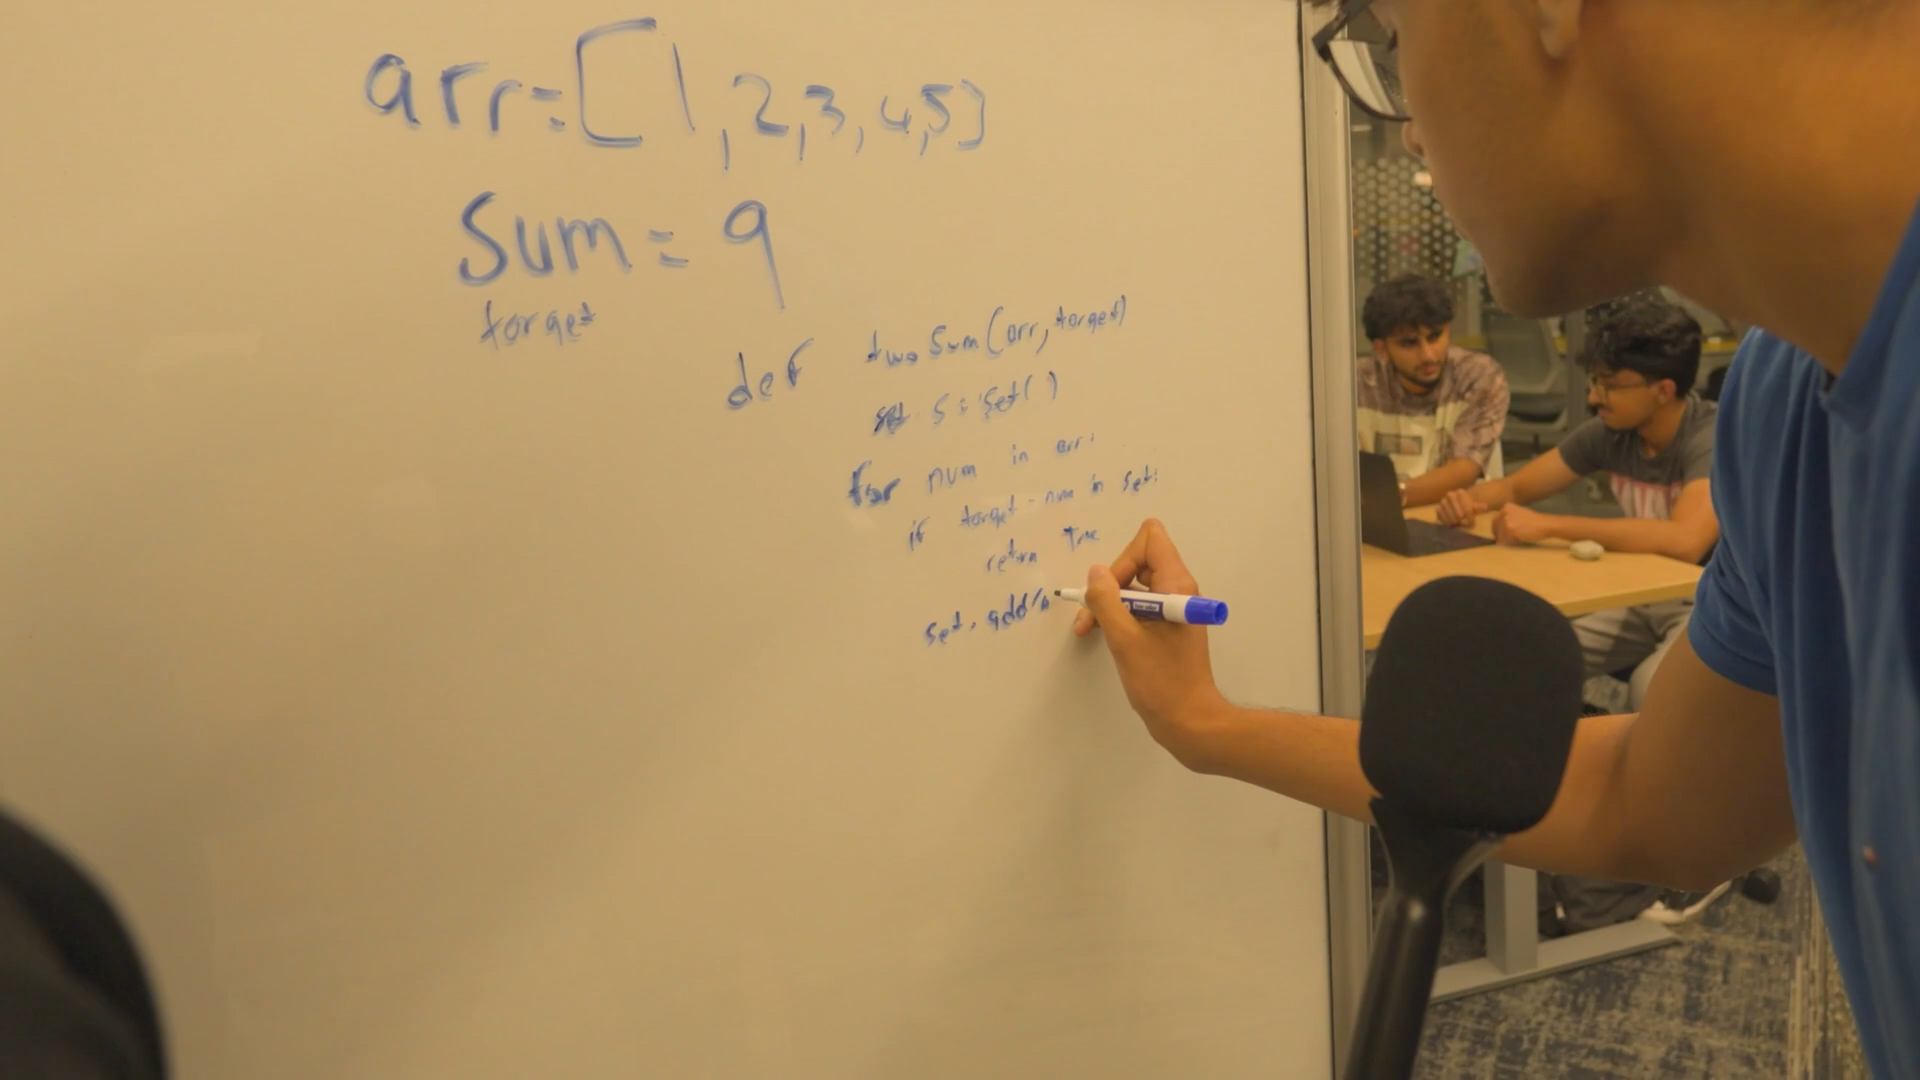 arr=[1,2,3,4,5]
Sum = 9
target
def twoSum(arr, target)
set s = set()
for num in arr:
if target - num in set:
return True
set.add(n